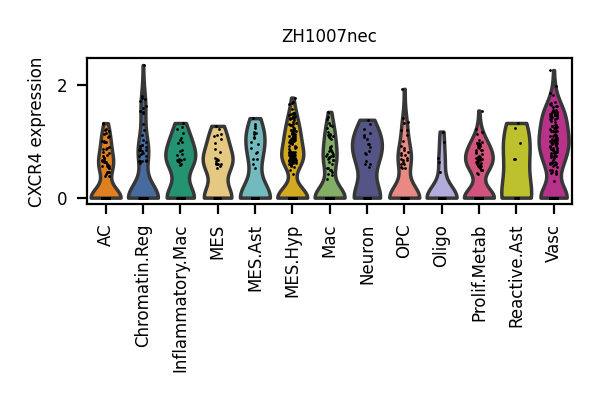 ZH1007nec
CXCR4 expression
2
0
AC
Chromatin.Reg
Inflammatory.Mac
MES
MES.Ast
MES.Hyp
Mac
Neuron
OPC
Oligo
Prolif.Metab
Reactive.Ast
Vasc